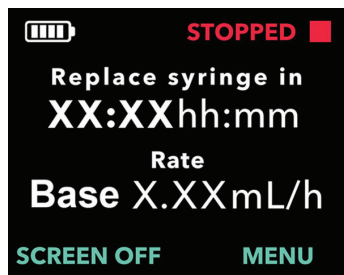 STOPPED
Replace syringe in
XX:XXhh:mm
Rate
Base X.XXmL/h
SCREEN OFF MENU